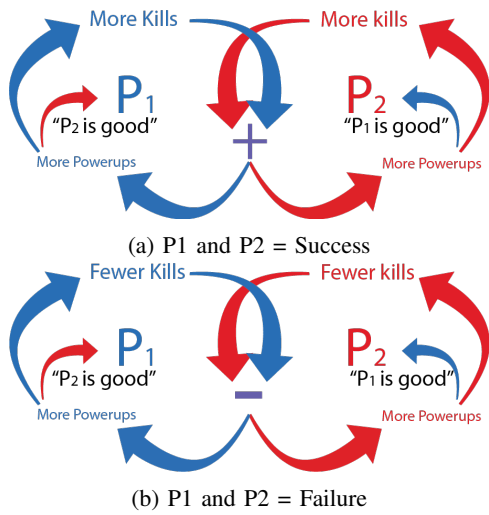 More Kills
More kills
P1
P2
“P2 is good”
“P1 is good”
+
More Powerups
More Powerups
(a) P1 and P2 = Success
Fewer Kills
Fewer kills
P1
P2
“P2 is good”
“P1 is good”
-
More Powerups
More Powerups
(b) P1 and P2 = Failure